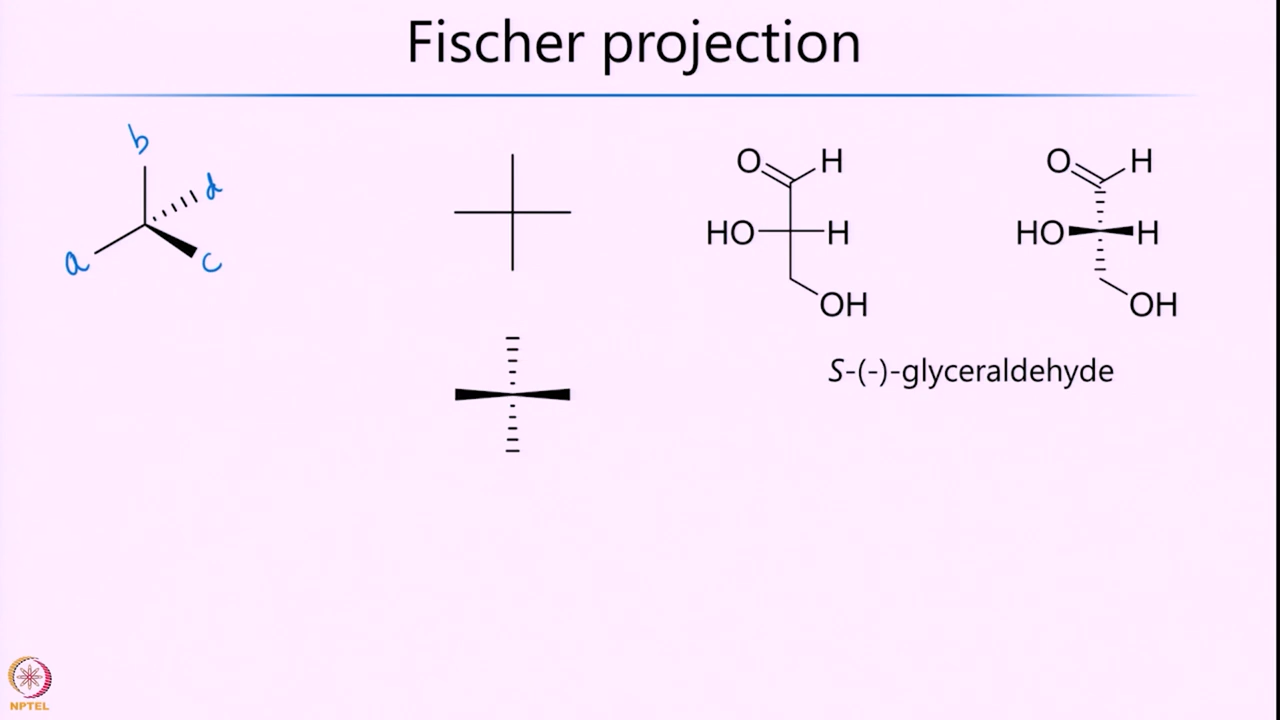 Fischer projection
b
d
a
c
O H
HO H
OH
O H
HO H
OH
S-(-)-glyceraldehyde
NPTEL